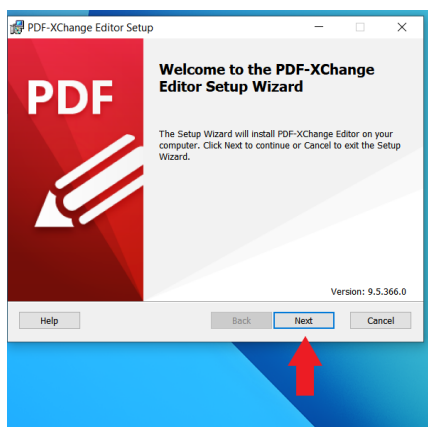 PDF-XChange Editor Setup
PDF
Welcome to the PDF-XChange
Editor Setup Wizard
The Setup Wizard will install PDF-XChange Editor on your
computer. Click Next to continue or Cancel to exit the Setup
Wizard.
Version: 9.5.366.0
Help
Back
Next
Cancel